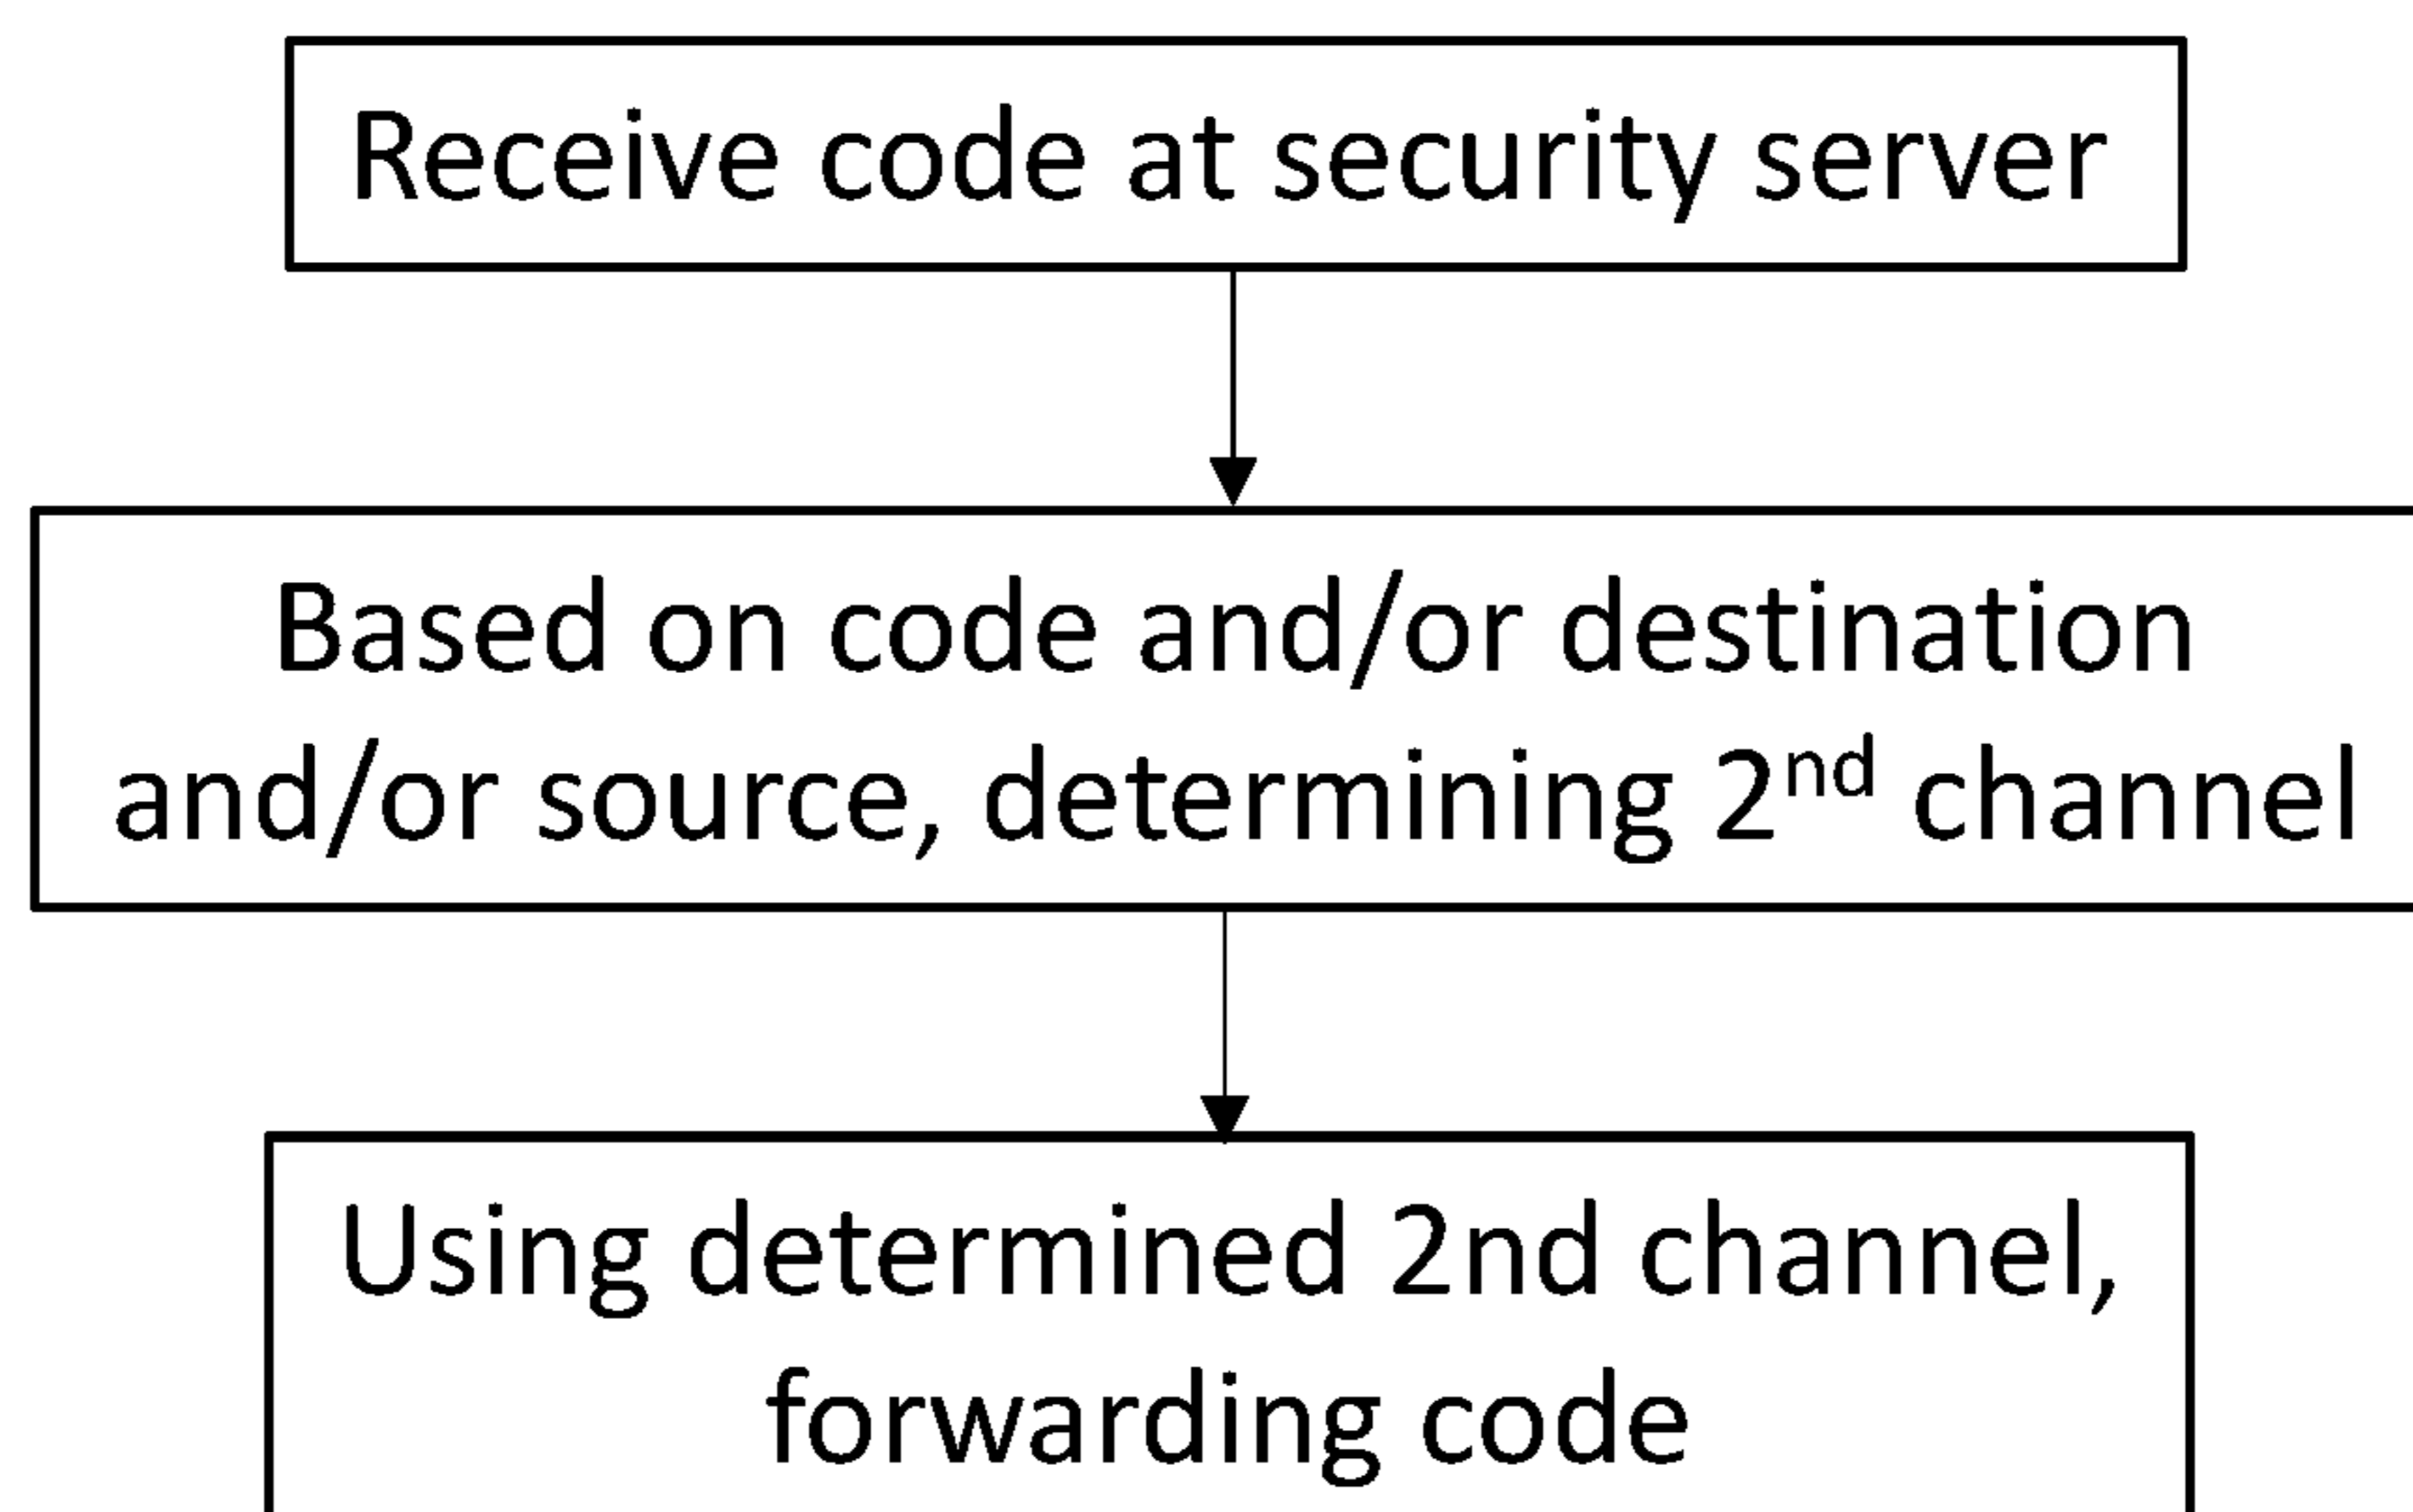 Receive code at security server
Based on code and/or destination
and/or source, determining 2nd channel
Using determined 2nd channel,
forwarding code